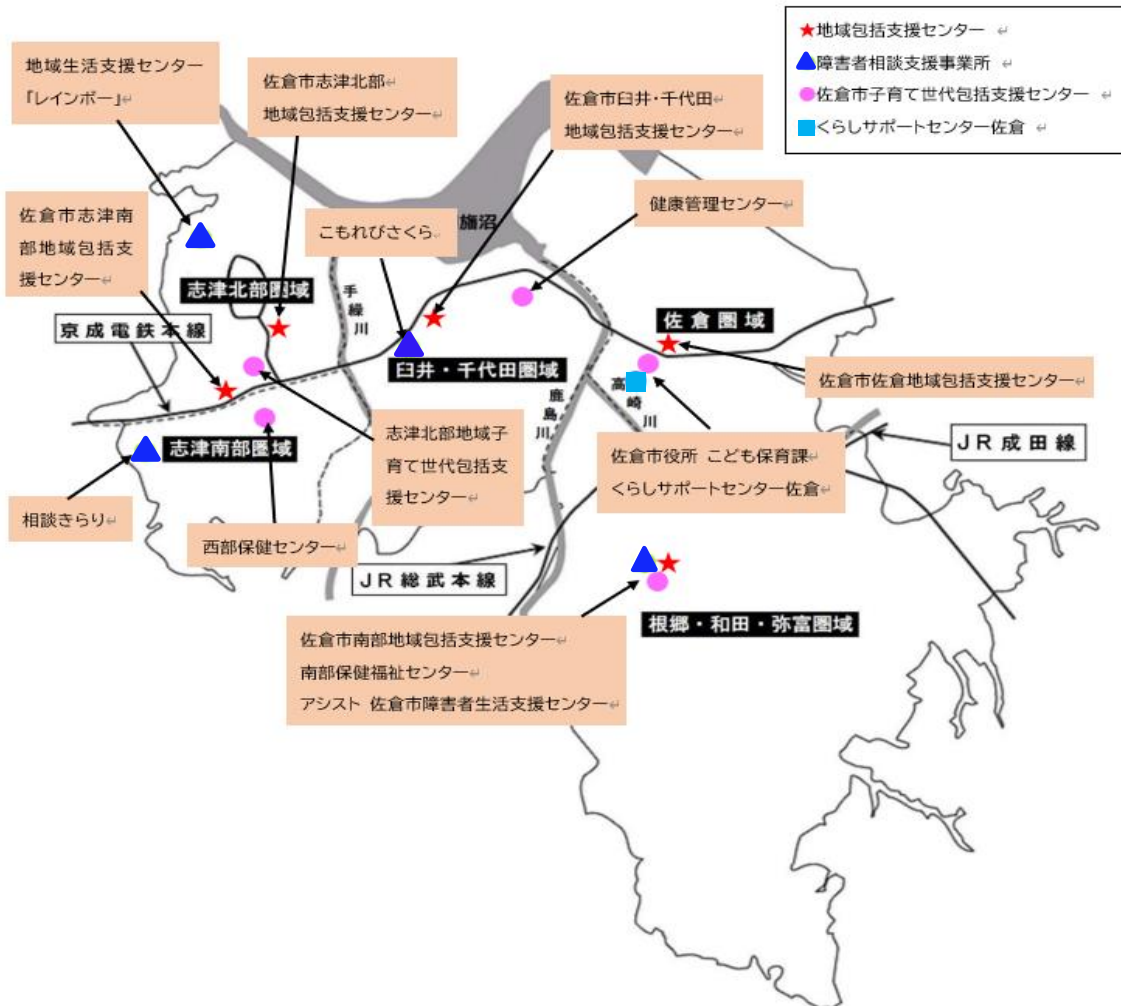 ★地域包括支援センター
▲障害者相談支援事業所
●佐倉市子育て世代包括支援センター
■くらしサポートセンター佐倉
地域生活支援センター
「レインボー」
佐倉市志津北部
地域包括支援センター
佐倉市臼井・千代田
地域包括支援センター
佐倉市志津南
部地域包括支
援センター
こもれびさくら
施沼
健康管理センター
志津北部圏域
手繰川
京成電鉄本線
佐倉圏域
臼井・千代田圏域
佐倉市佐倉地域包括支援センター
高崎川
鹿島川
志津南部圏域
志津北部地域子
育て世代包括支
援センター
佐倉市役所 こども保育課
くらしサポートセンター佐倉
JR成田線
相談きらり
西部保健センター
JR総武本線
佐倉市南部地域包括支援センター
南部保健福祉センター
アシスト 佐倉市障害者生活支援センター
根郷・和田・弥富圏域